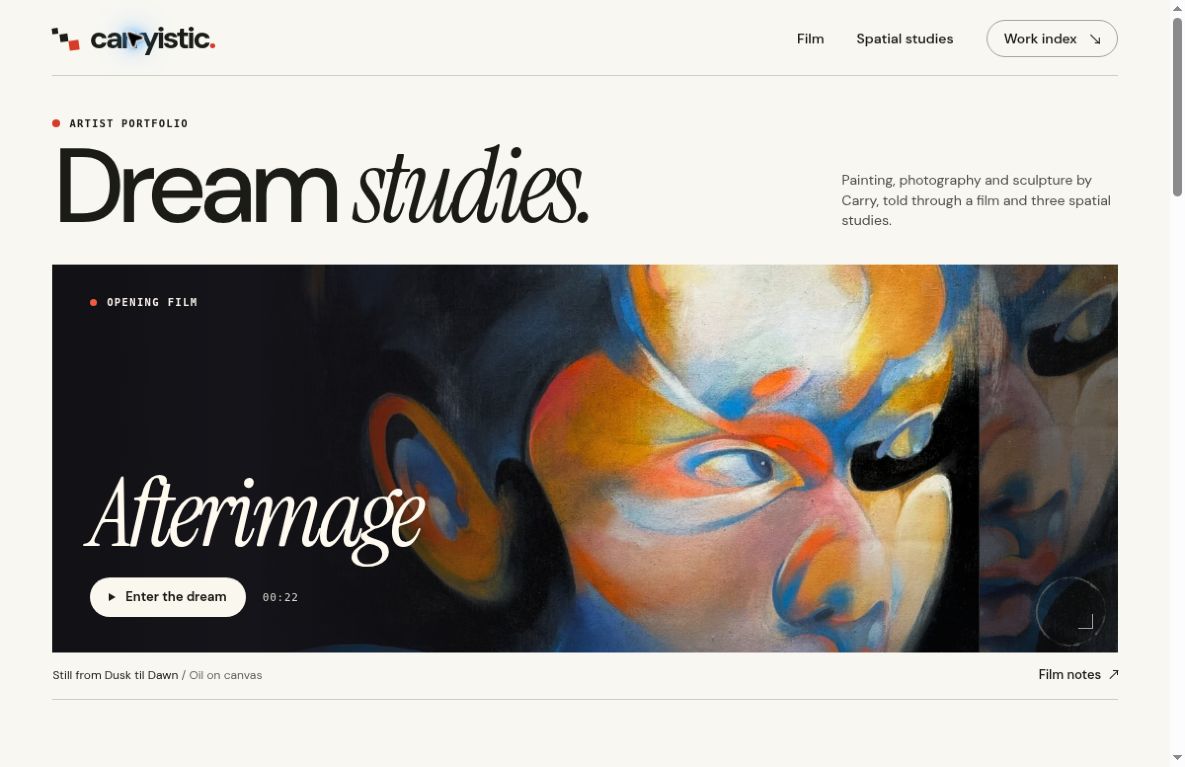 carryistic.
Film
Spatial studies
Work index
ARTIST PORTFOLIO
Dream studies.
Painting, photography and sculpture by
Carry, told through a film and three spatial
studies.
OPENING FILM
Afterimage
Enter the dream
00:22
Still from Dusk til Dawn / Oil on canvas
Film notes